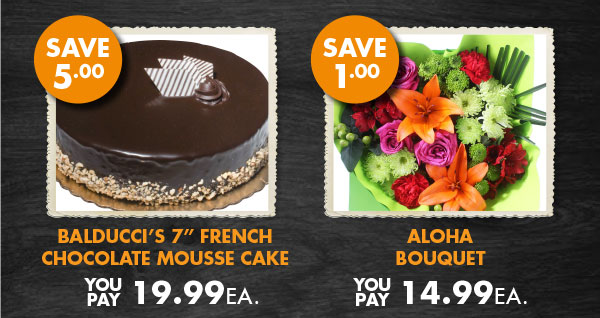 SAVE
5.00
BALDUCCI'S 7" FRENCH
CHOCOLATE MOUSSE CAKE
YOU
PAY 19.99EA.
SAVE
1.00
ALOHA
BOUQUET
YOU
PAY 14.99EA.